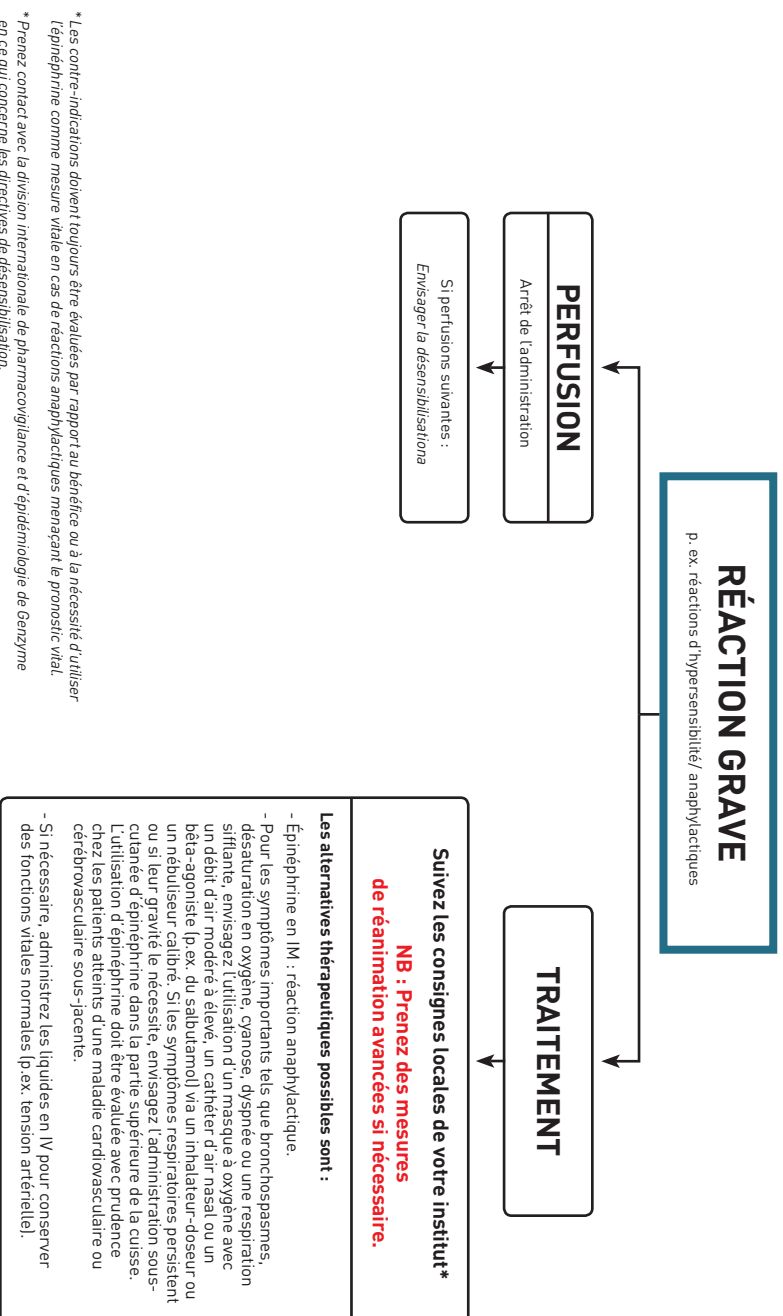 RÉACTION GRAVE
p. ex. réactions d'hypersensibilité/ anaphylactiques
PERFUSION
Arrêt de l'administration
Si perfusions suivantes :
Envisager la désensibilisationa
TRAITEMENT
Suivez les consignes locales de votre institut*
NB : Prenez des mesures
de réanimation avancées si nécessaire.
Les alternatives thérapeutiques possibles sont :
- Épinéphrine en IM : réaction anaphylactique.
- Pour les symptômes importants tels que bronchospasmes,
désaturation en oxygène, cyanose, dyspnée ou une respiration
sifflante, envisagez l'utilisation d'un masque à oxygène avec
un débit d'air modéré à élevé, un cathéter d'air nasal ou un
bêta-agoniste (p.ex. du salbutamol) via un inhalateur-doseur ou
un nébuliseur calibré. Si les symptômes respiratoires persistent
ou si leur gravité le nécessite, envisagez l'administration sous-
cutanée d'épinéphrine dans la partie supérieure de la cuisse.
L'utilisation d'épinéphrine doit être évaluée avec prudence
chez les patients atteints d'une maladie cardiovasculaire ou
cérébrovasculaire sous-jacente.
- Si nécessaire, administrez les liquides en IV pour conserver
des fonctions vitales normales (p.ex. tension artérielle).
* Les contre-indications doivent toujours être évaluées par rapport au bénéfice ou à la nécessité d'utiliser
l'épinéphrine comme mesure vitale en cas de réactions anaphylactiques menaçant le pronostic vital.
* Prenez contact avec la division internationale de pharmacovigilance et d'épidémiologie de Genzyme
en ce qui concerne les directives de désensibilisation.